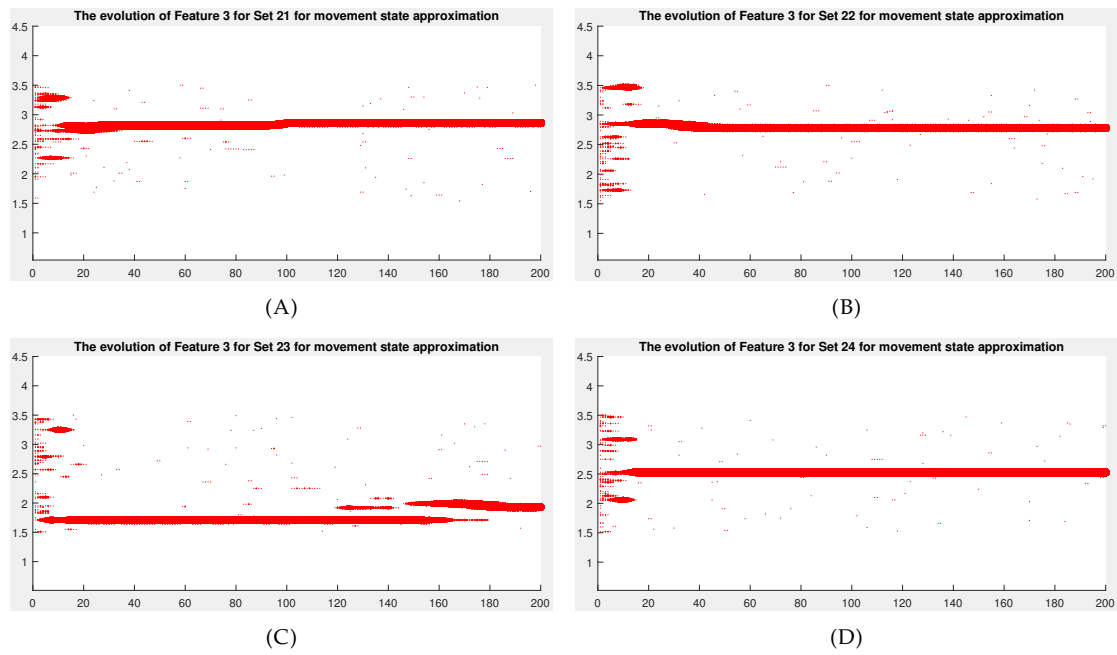 The evolution of Feature 3 for Set 21 for movement state approximation
4.5
4
3.5
3
2.5
2
1.5
1
0 20 40 60 80 100 120 140 160 180 200
(A)
The evolution of Feature 3 for Set 22 for movement state approximation
4.5
4
3.5
3
2.5
2
1.5
1
0 20 40 60 80 100 120 140 160 180 200
(B)
The evolution of Feature 3 for Set 23 for movement state approximation
4.5
4
3.5
3
2.5
2
1.5
1
0 20 40 60 80 100 120 140 160 180 200
(C)
The evolution of Feature 3 for Set 24 for movement state approximation
4.5
4
3.5
3
2.5
2
1.5
1
0 20 40 60 80 100 120 140 160 180 200
(D)